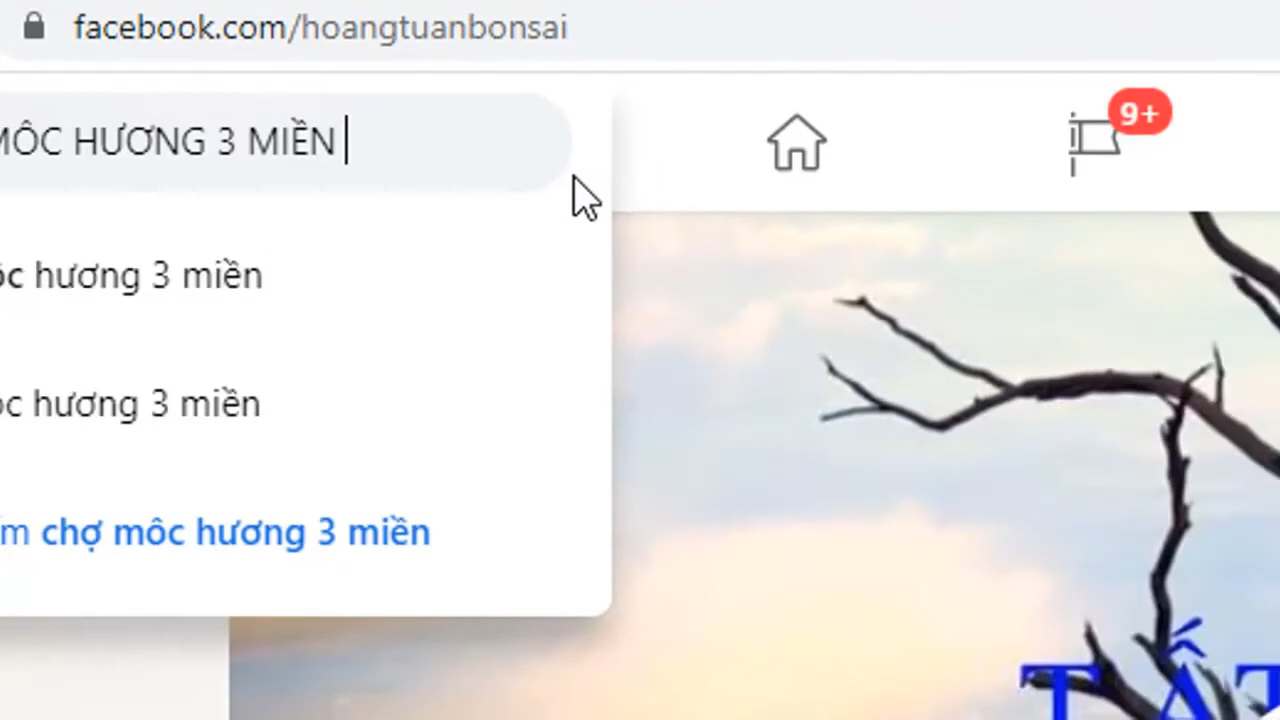 facebook.com/hoangtuanbonsai
9+
MÔC HƯƠNG 3 MIỀN
hương 3 miền
hương 3 miền
chợ môc hương 3 miền
TẤT